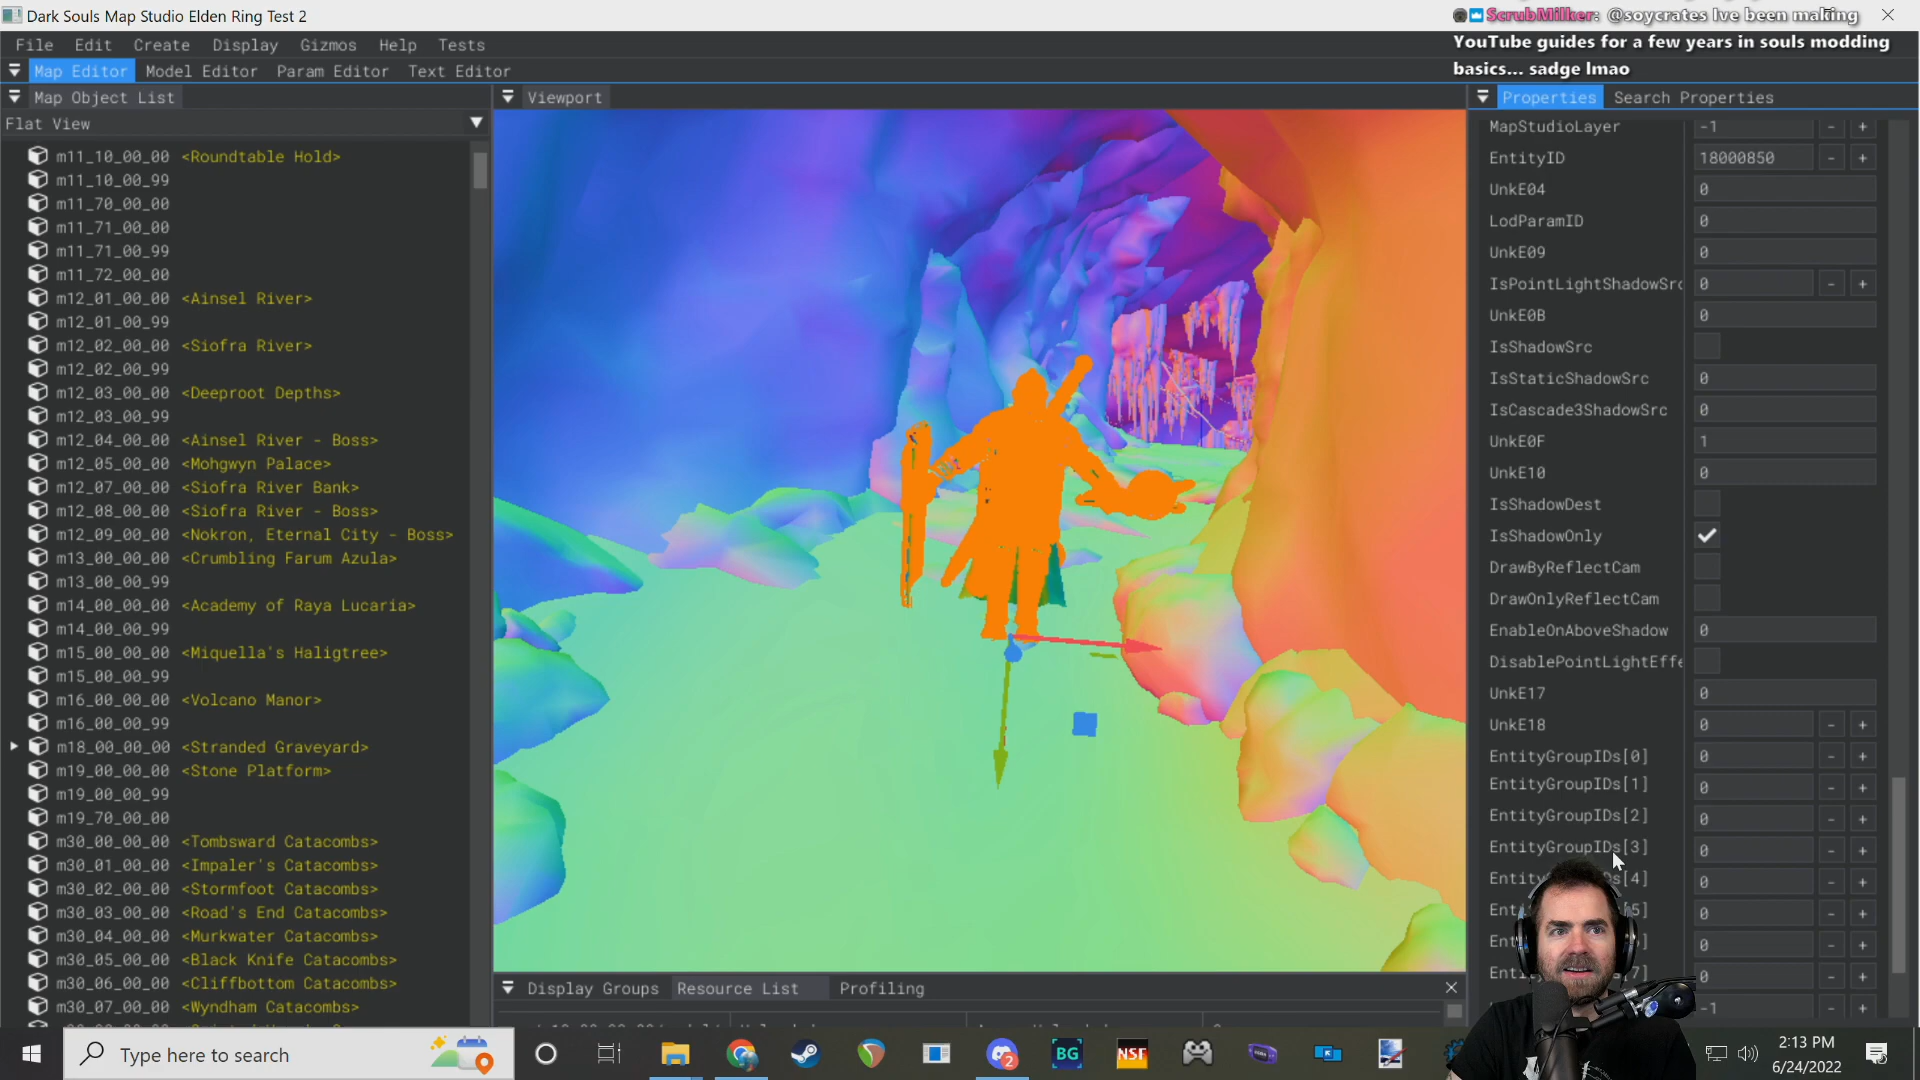 Dark Souls Map Studio Elden Ring Test 2
ScrubMilker: @soycrates Ive been making
YouTube guides for a few years in souls modding
basics... sadge lmao
File Edit Create Display Gizmos Help Tests
Map Editor Model Editor Param Editor Text Editor
Map Object List
Viewport
Properties Search Properties
Flat View
m11_10_00_00 <Roundtable Hold>
m11_10_00_99
m11_70_00_00
m11_71_00_00
m11_71_00_99
m11_72_00_00
m12_01_00_00 <Ainsel River>
m12_01_00_99
m12_02_00_00 <Siofra River>
m12_02_00_99
m12_03_00_00 <Deeproot Depths>
m12_03_00_99
m12_04_00_00 <Ainsel River - Boss>
m12_05_00_00 <Mohgwyn Palace>
m12_07_00_00 <Siofra River Bank>
m12_08_00_00 <Siofra River - Boss>
m12_09_00_00 <Nokron, Eternal City - Boss>
m13_00_00_00 <Crumbling Farum Azula>
m13_00_00_99
m14_00_00_00 <Academy of Raya Lucaria>
m14_00_00_99
m15_00_00_00 <Miquella's Haligtree>
m15_00_00_99
m16_00_00_00 <Volcano Manor>
m16_00_00_99
m18_00_00_00 <Stranded Graveyard>
m19_00_00_00 <Stone Platform>
m19_00_00_99
m19_70_00_00
m30_00_00_00 <Tombsward Catacombs>
m30_01_00_00 <Impaler's Catacombs>
m30_02_00_00 <Stormfoot Catacombs>
m30_03_00_00 <Road's End Catacombs>
m30_04_00_00 <Murkwater Catacombs>
m30_05_00_00 <Black Knife Catacombs>
m30_06_00_00 <Cliffbottom Catacombs>
m30_07_00_00 <Wyndham Catacombs>
MapStudioLayer -1 - +
EntityID 18000850 - +
UnkE04 0
LodParamID 0
UnkE09 0
IsPointLightShadowSrc 0 - +
UnkE0B 0
IsShadowSrc
IsStaticShadowSrc 0
IsCascade3ShadowSrc 0
UnkE0F 1
UnkE10 0
IsShadowDest
IsShadowOnly
DrawByReflectCam
DrawOnlyReflectCam
EnableOnAboveShadow 0
DisablePointLightEffe
UnkE17 0
UnkE18 0 - +
EntityGroupIDs[0] 0 - +
EntityGroupIDs[1] 0 - +
EntityGroupIDs[2] 0 - +
EntityGroupIDs[3] 0 - +
0 - +
0 - +
0 - +
0 - +
-1 - +
Display Groups Resource List Profiling
Type here to search
2
BG
NSF
2:13 PM
6/24/2022